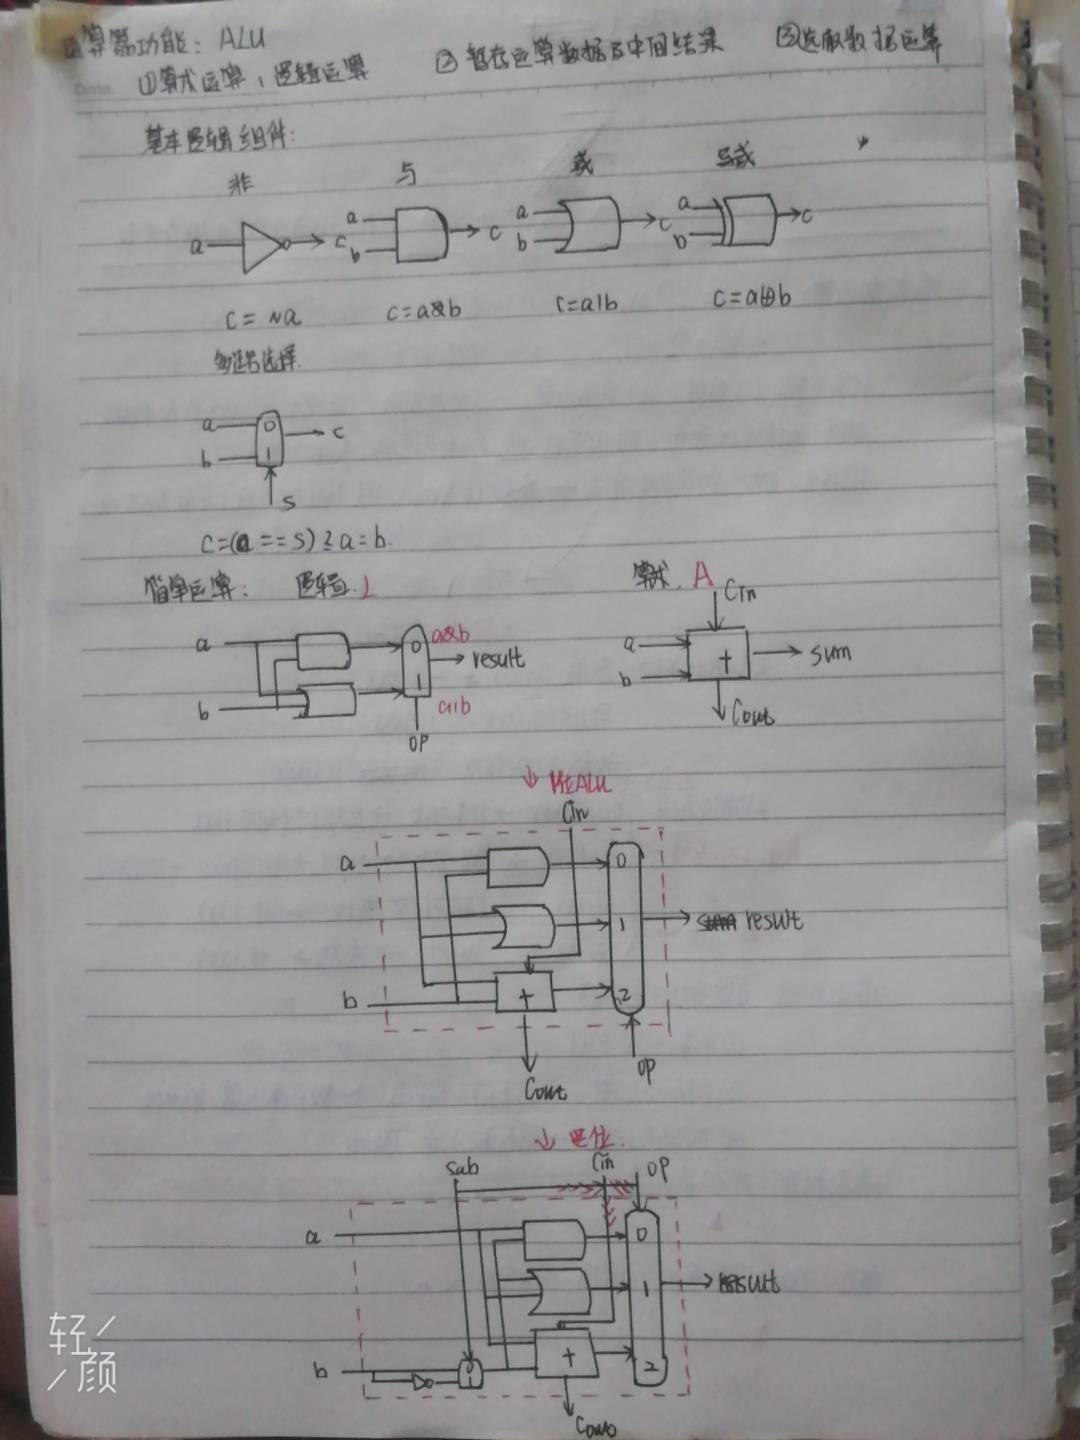 运算器功能: ALU
①算术运算,逻辑运算 ②暂存运算数据及中间结果 ③选取数据运算
Date.
基本逻辑组件:
非 与 或 异或
a c a b c a b c a b c
c = ~a c=a&b c=a|b c=a⊕b
多路选择
a 0 c
b 1
s
简单运算: 逻辑 算术 A
Cin
a 0 a&b result a + sum
b 1 a|b b
OP Cout
↓ 1位ALU
Cin
a 0
1 result
b + 2
Cout OP
↓
Sub Cin OP
a 0
1 result
b 0 1 + 2
轻颜